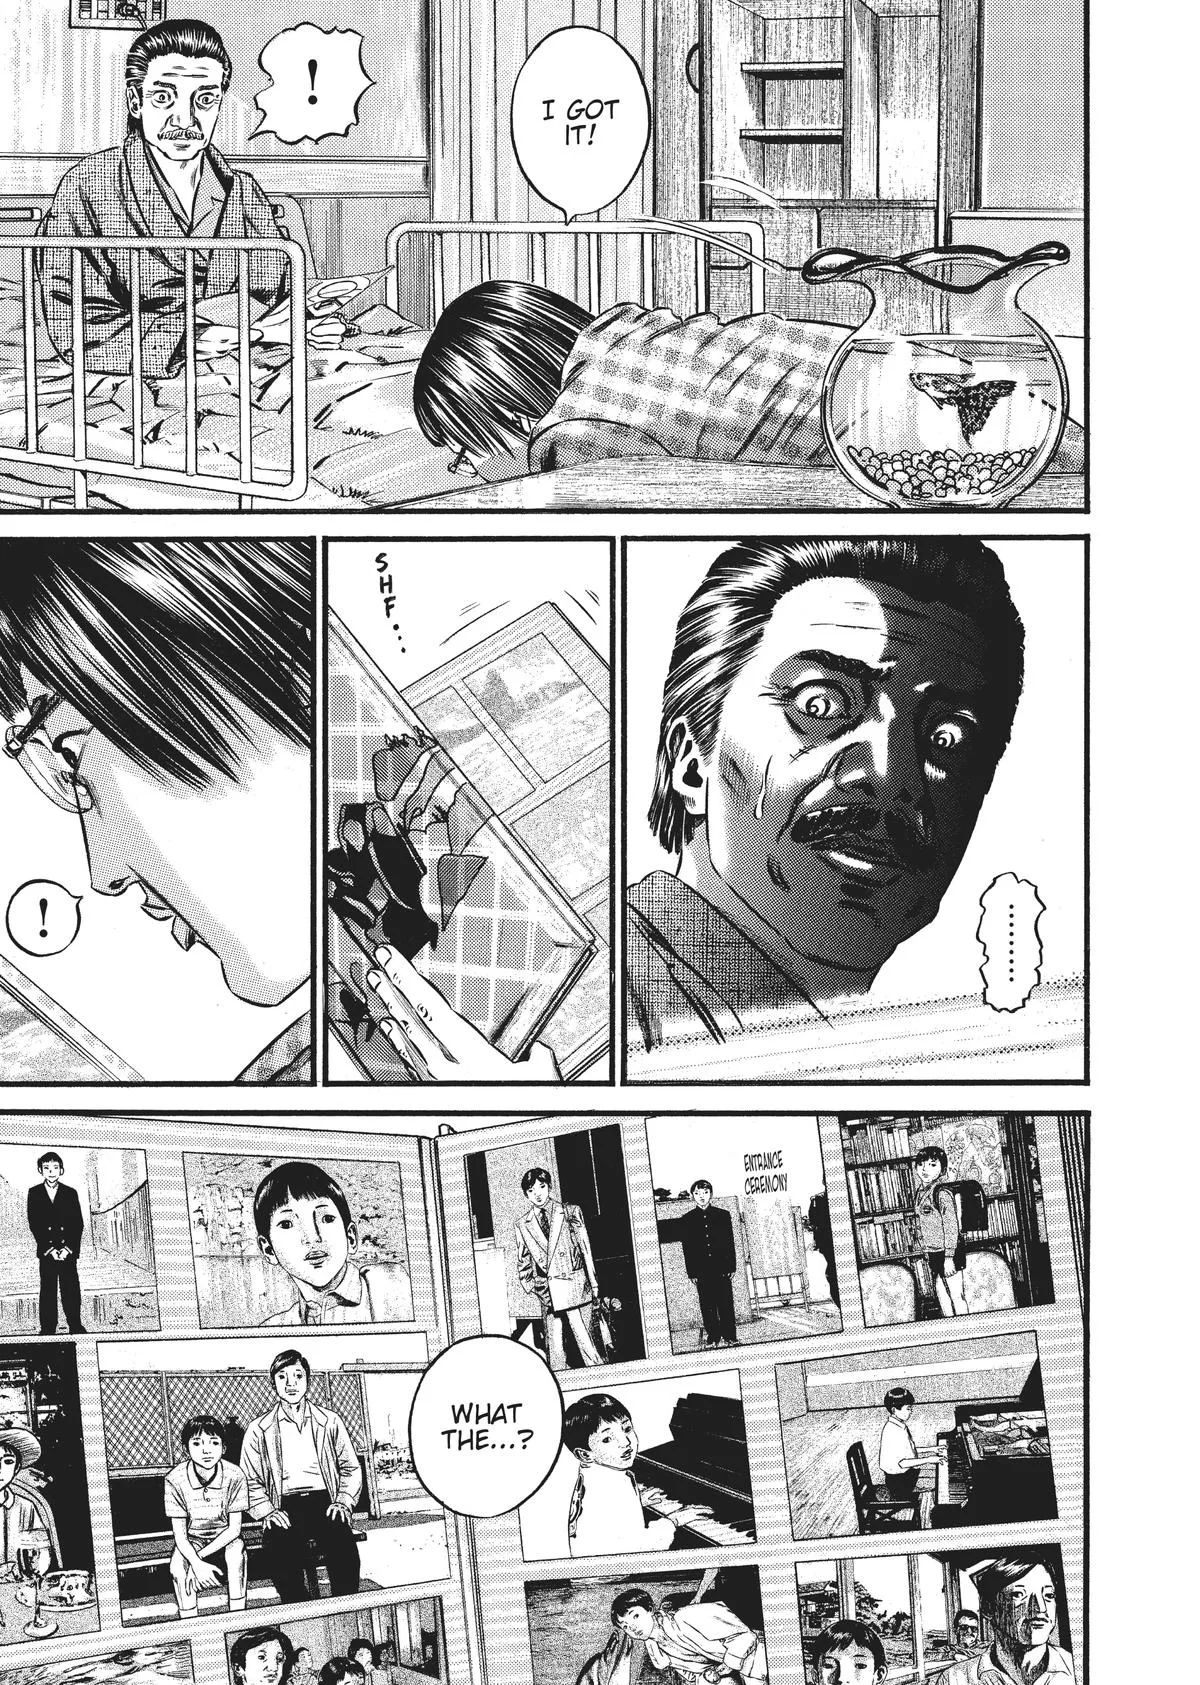 I GOT
IT!
!
.........
SHF...
!
ENTRANCE
CEREMONY
WHAT
THE...?